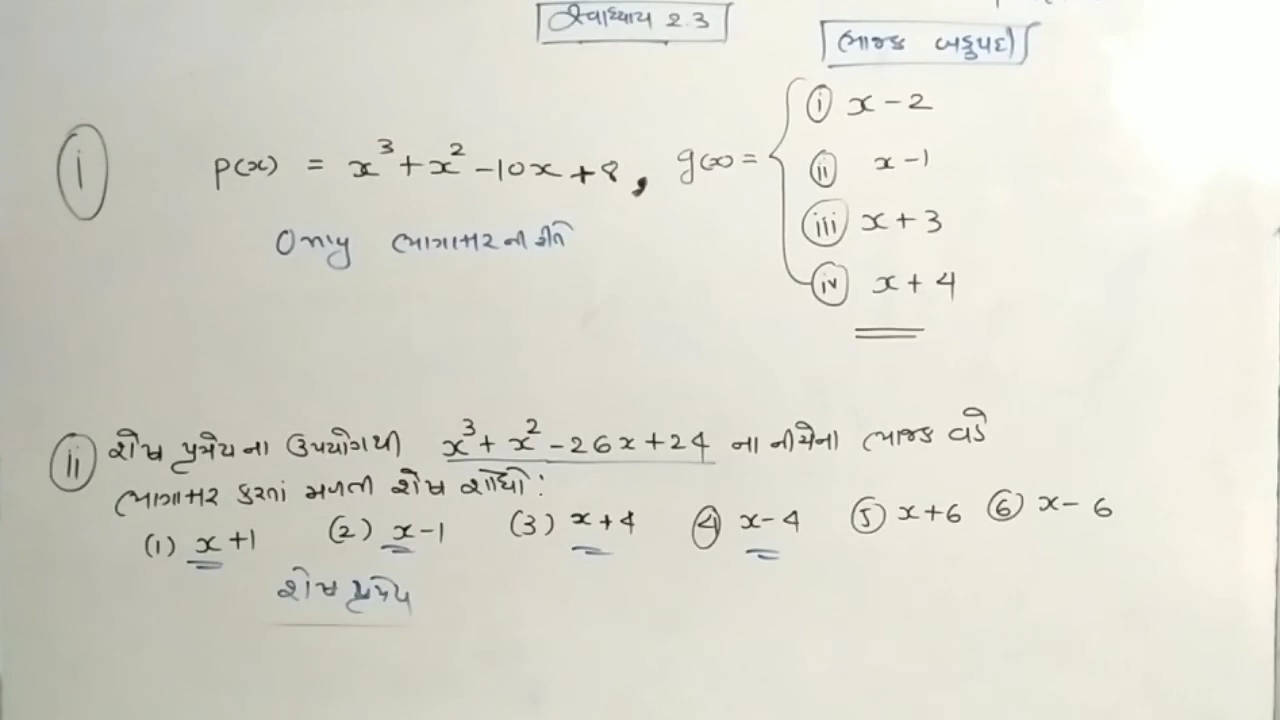 સ્વાધ્યાય 2.3
ભાજક બહુપદી
(i) p(x) = x³ + x² - 10x + 8, g(x) =
(i) x - 2
(ii) x - 1
(iii) x + 3
(iv) x + 4
Only ભાગાકારની રીતે
(ii) શેષ પ્રમેયના ઉપયોગથી x³ + x² - 26x + 24 ના નીચેના ભાજક વડે
ભાગાકાર કરતાં મળતી શેષ શોધો :
(1) x + 1 (2) x - 1 (3) x + 4 (4) x - 4 (5) x + 6 (6) x - 6
શેષ પ્રમેય